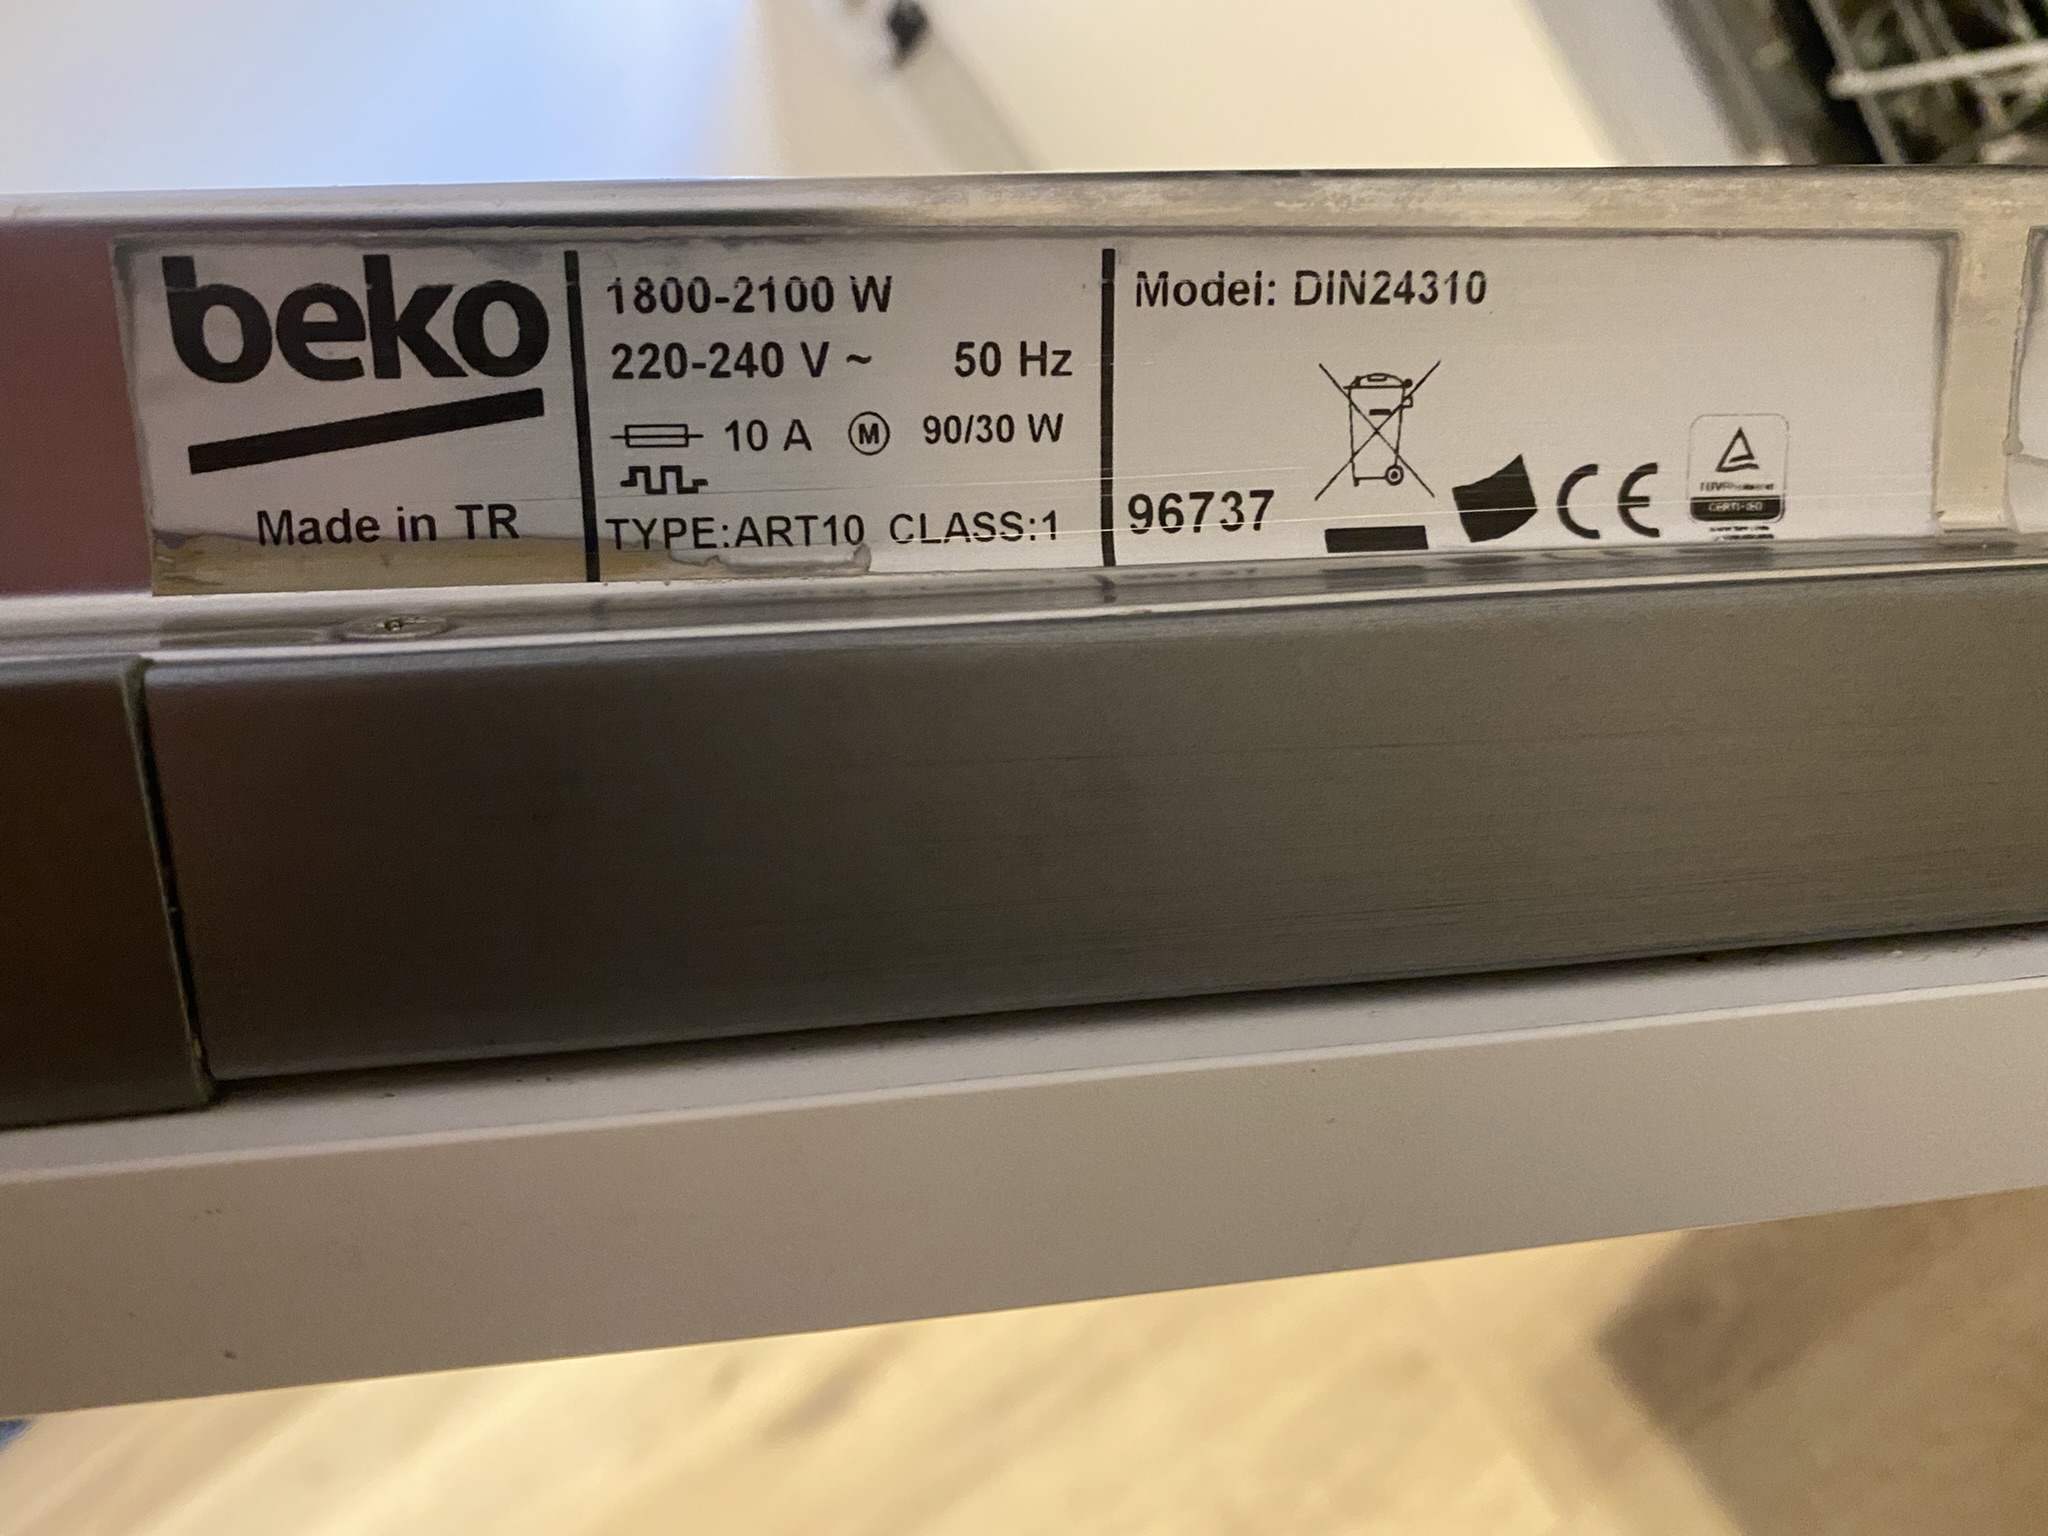 beko
Made in TR
1800-2100 W
220-240 V ~ 50 Hz
10 A M 90/30 W
TYPE:ART10 CLASS:1
Model: DIN24310
96737
CE